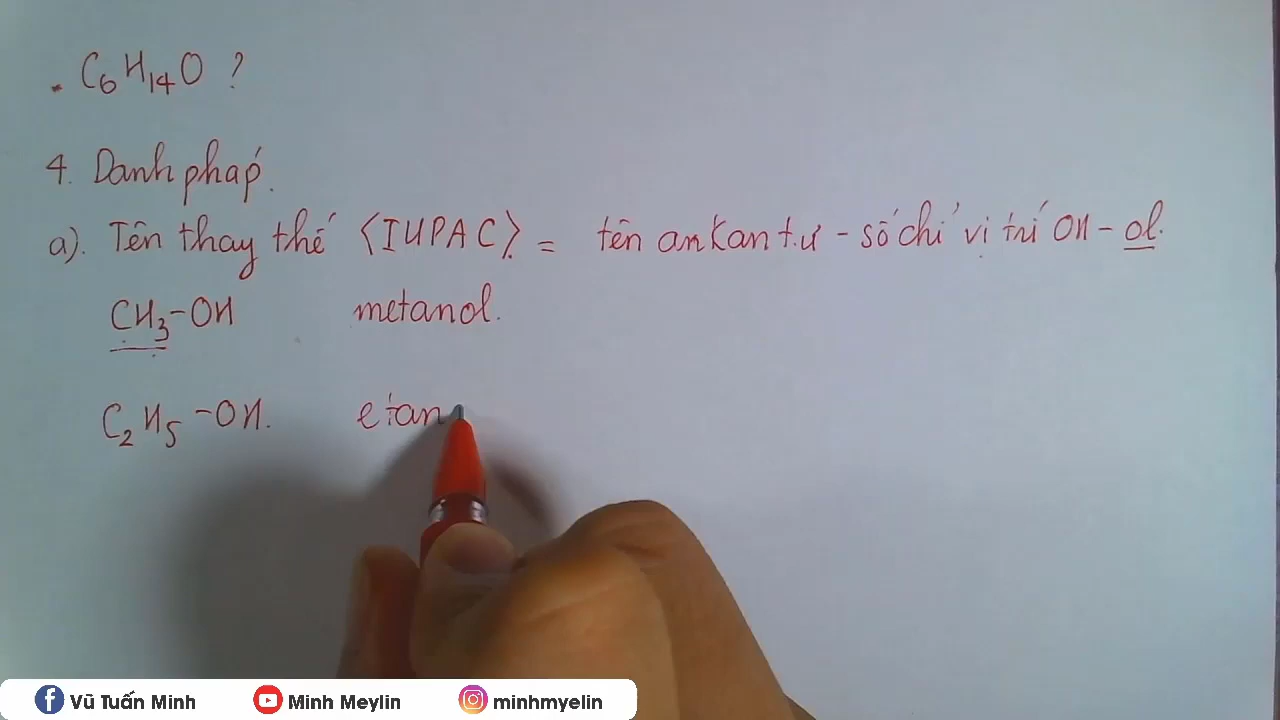 . C₆H₁₄O ?
4. Danh pháp.
a). Tên thay thế <IUPAC> = tên ankan t.ư - số chỉ vị trí OH - ol.
CH₃-OH metanol.
C₂H₅-OH. etan
Vũ Tuấn Minh Minh Meylin minhmyelin